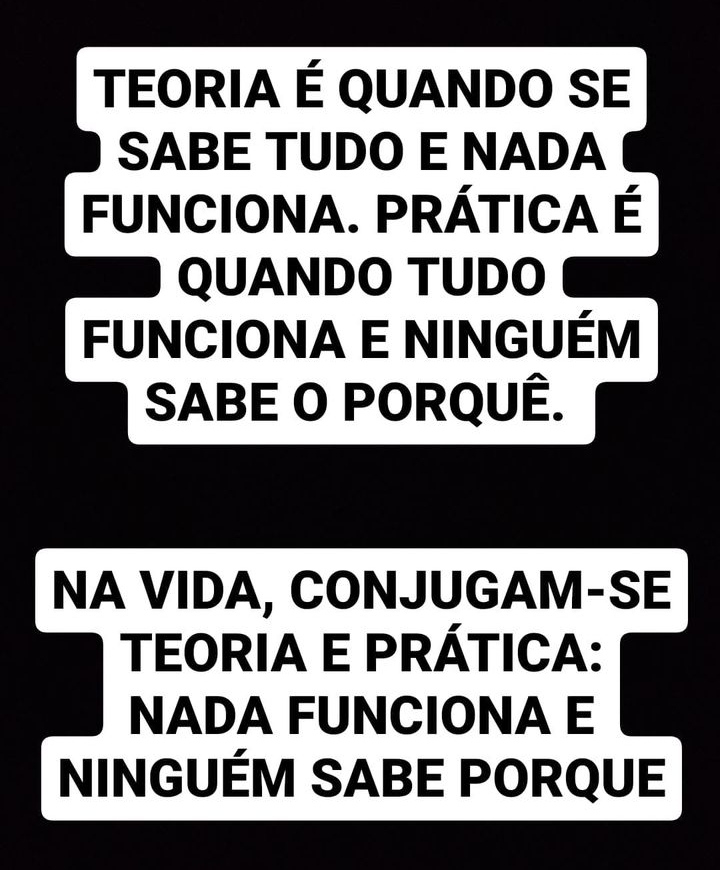 TEORIA É QUANDO SE
SABE TUDO E NADA
FUNCIONA. PRÁTICA É
QUANDO TUDO
FUNCIONA E NINGUÉM
SABE O PORQUÊ.
NA VIDA, CONJUGAM-SE
TEORIA E PRÁTICA:
NADA FUNCIONA E
NINGUÉM SABE PORQUE